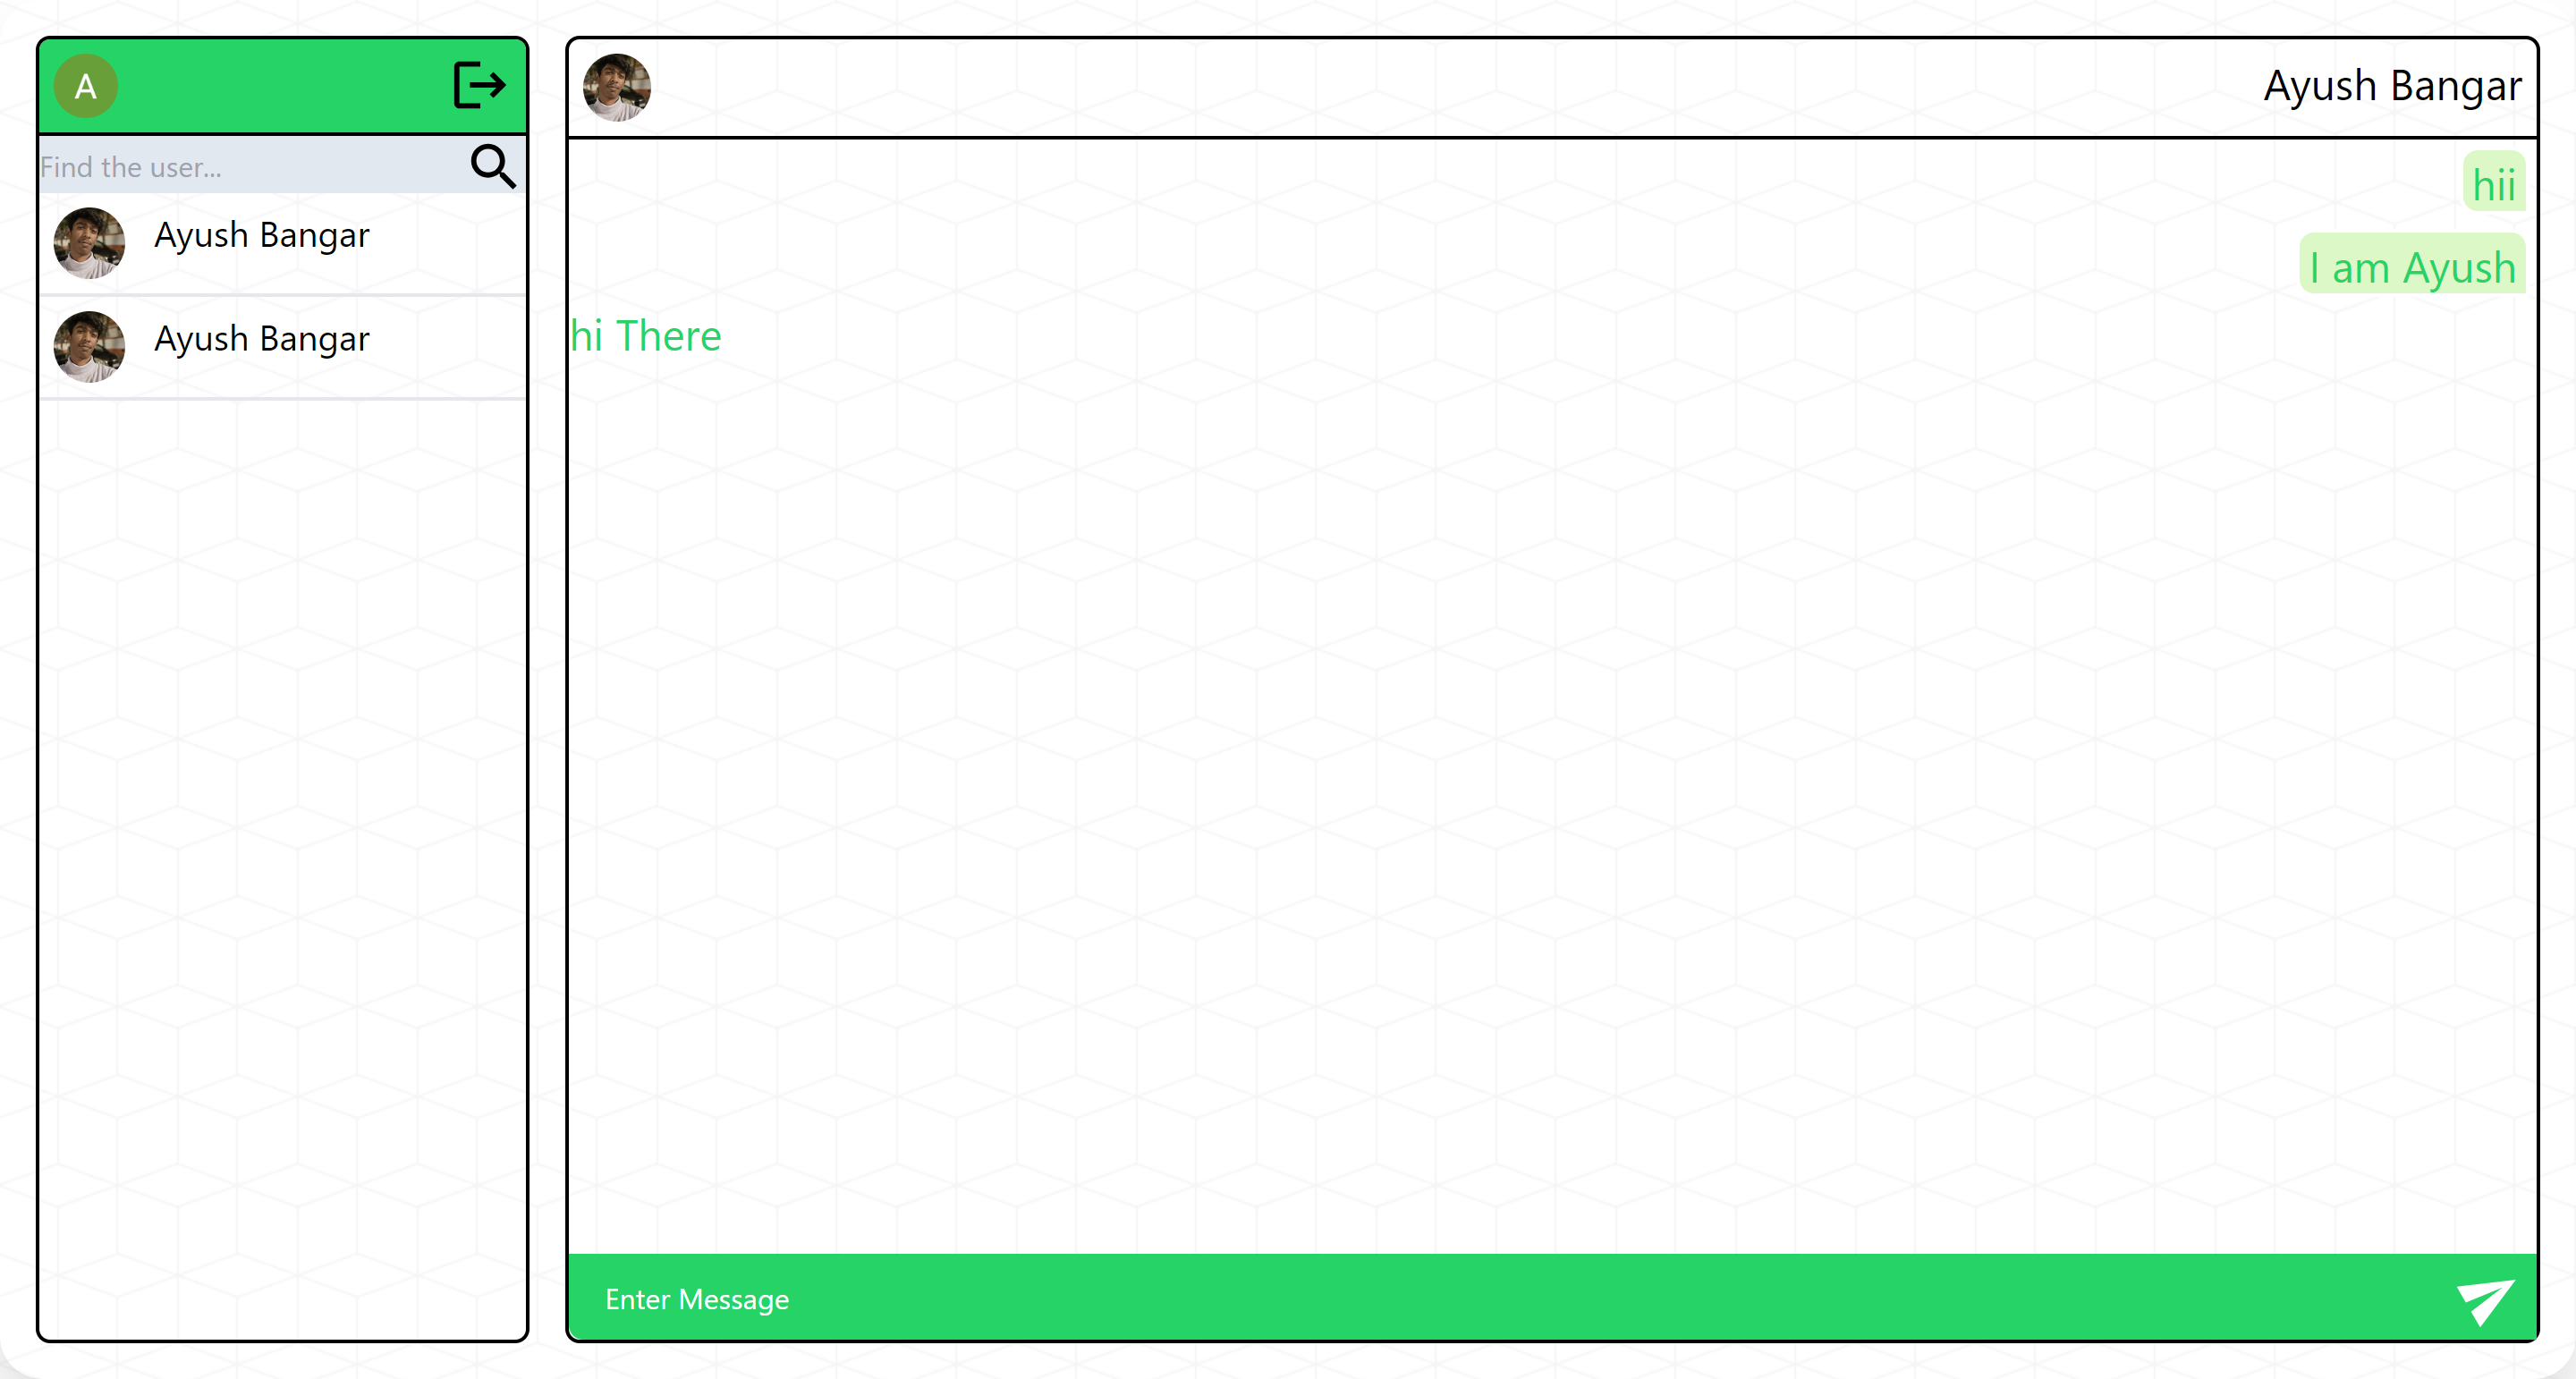 A
Find the user...
Ayush Bangar
Ayush Bangar
Ayush Bangar
hii
I am Ayush
hi There
Enter Message